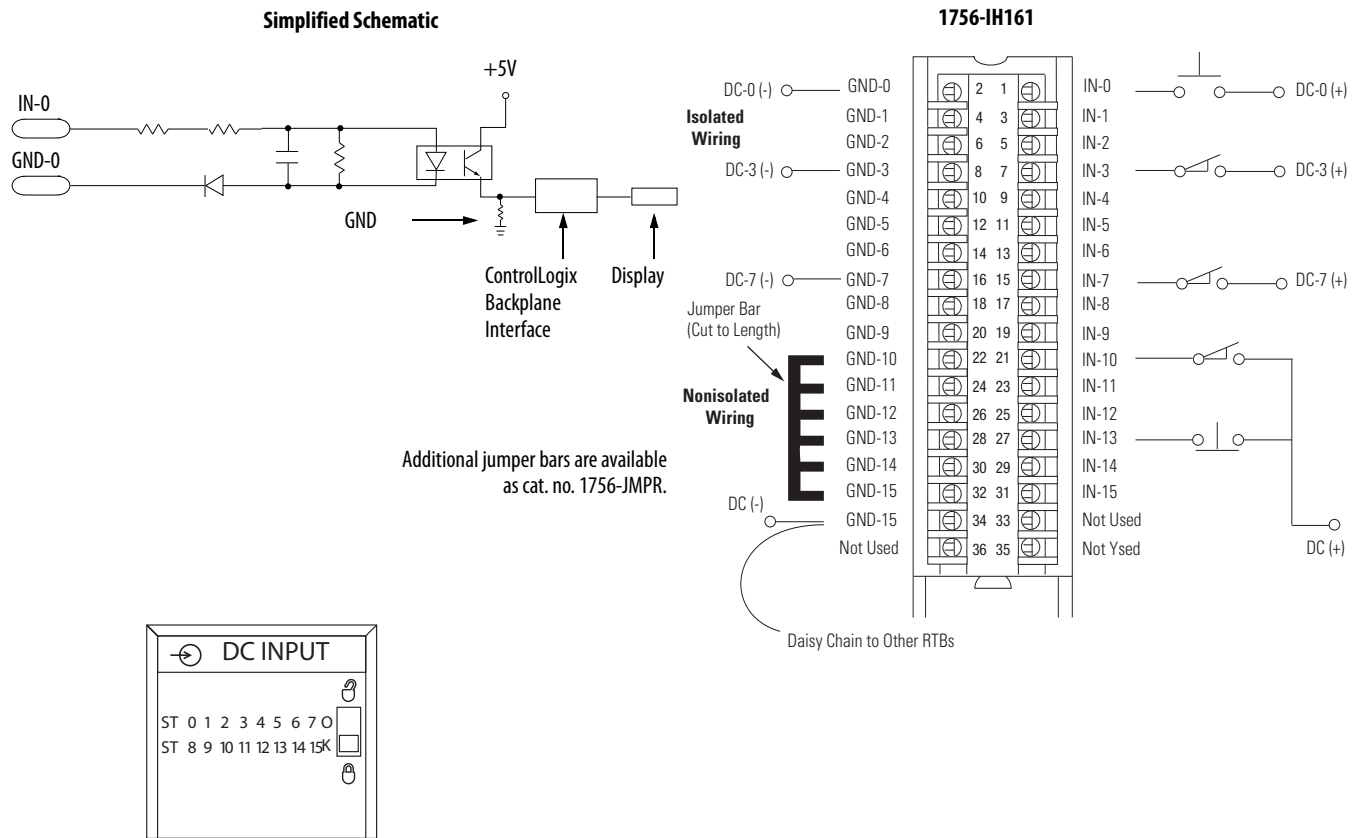 Simplified Schematic
+5V
IN-0
GND-0
GND
ControlLogix
Backplane
Interface
Display
Additional jumper bars are available
as cat. no. 1756-JMPR.
1756-IH161
DC-0 (-) GND-0 2 1 IN-0 DC-0 (+)
Isolated
Wiring
GND-1 4 3 IN-1
GND-2 6 5 IN-2
DC-3 (-) GND-3 8 7 IN-3 DC-3 (+)
GND-4 10 9 IN-4
GND-5 12 11 IN-5
GND-6 14 13 IN-6
DC-7 (-) GND-7 16 15 IN-7 DC-7 (+)
GND-8 18 17 IN-8
Jumper Bar
(Cut to Length)
GND-9 20 19 IN-9
GND-10 22 21 IN-10
GND-11 24 23 IN-11
Nonisolated
Wiring
GND-12 26 25 IN-12
GND-13 28 27 IN-13
GND-14 30 29 IN-14
GND-15 32 31 IN-15
DC (-) GND-15 34 33 Not Used
Not Used 36 35 Not Ysed DC (+)
Daisy Chain to Other RTBs
DC INPUT
ST 0 1 2 3 4 5 6 7 O
ST 8 9 10 11 12 13 14 15 K